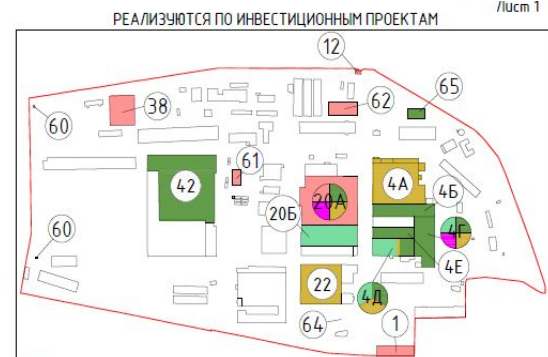 Лист 1
РЕАЛИЗУЮТСЯ ПО ИНВЕСТИЦИОННЫМ ПРОЕКТАМ
12
65
60
38
62
61
4А
42
4Б
20А
20Б
4Г
60
4Е
22
4Д
64
1